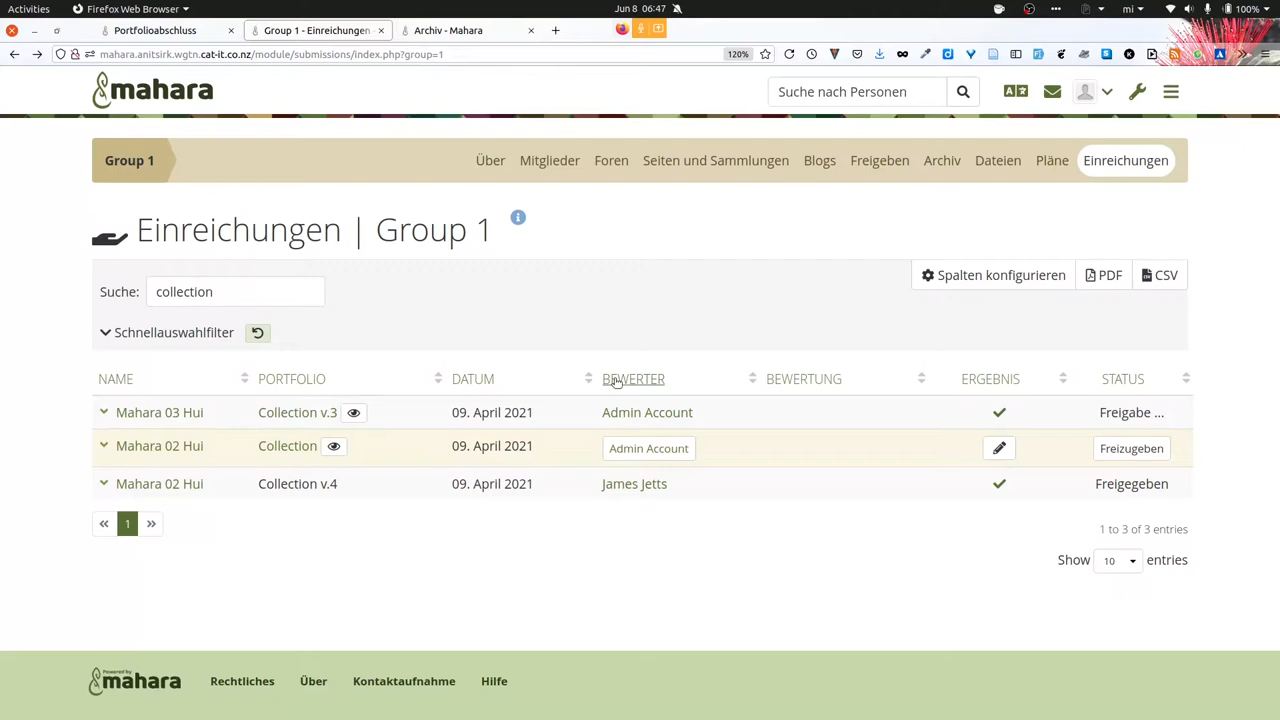 Activities
Firefox Web Browser
Jun 8 06:47
mi
100%
Portfolioabschluss
Group 1 - Einreichungen
Archiv - Mahara
mahara.anitsirk.wgtn.cat-it.co.nz/module/submissions/index.php?group=1
120%
mahara
Suche nach Personen
Group 1
Über
Mitglieder
Foren
Seiten und Sammlungen
Blogs
Freigeben
Archiv
Dateien
Pläne
Einreichungen
Einreichungen | Group 1
Suche: collection
Spalten konfigurieren
PDF
CSV
Schnellauswahlfilter
NAME PORTFOLIO DATUM BEWERTER BEWERTUNG ERGEBNIS STATUS
Mahara 03 Hui Collection v.3 09. April 2021 Admin Account Freigabe ...
Mahara 02 Hui Collection 09. April 2021 Admin Account Freizugeben
Mahara 02 Hui Collection v.4 09. April 2021 James Jetts Freigegeben
« 1 »
1 to 3 of 3 entries
Show 10 entries
Powered by
mahara
Rechtliches
Über
Kontaktaufnahme
Hilfe